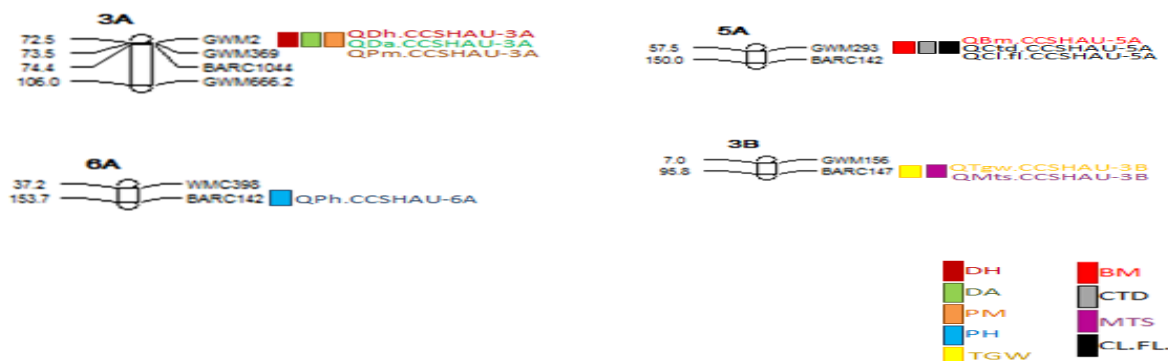 3A
72.5 GWM2 QDh.CCSHAU-3A
73.5 GWM369 QDa.CCSHAU-3A
74.4 BARC1044 QPm.CCSHAU-3A
106.0 GWM666.2
5A
57.5 GWM293 QBm.CCSHAU-5A
150.0 BARC142 QCtd.CCSHAU-5A
QCl.fl.CCSHAU-5A
6A
37.2 WMC398
153.7 BARC142 QPh.CCSHAU-6A
3B
7.0 GWM156 QTgw.CCSHAU-3B
95.8 BARC147 QMts.CCSHAU-3B
DH BM
DA CTD
PM MTS
PH CL.FL.
TGW